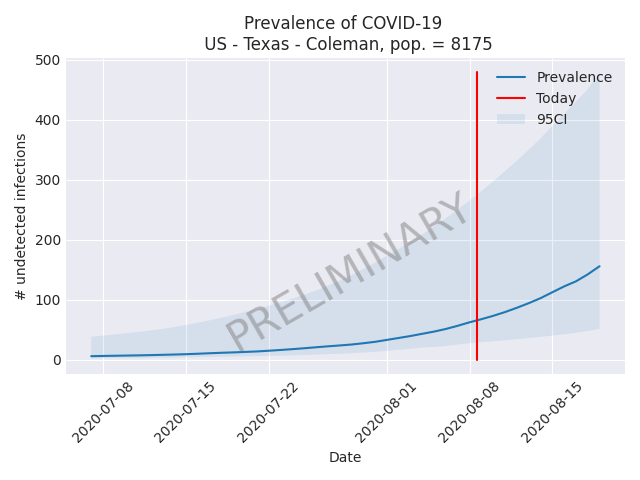 Prevalence of COVID-19
US - Texas - Coleman, pop. = 8175
500
400
300
200
100
0
# undetected infections
Prevalence
Today
95CI
PRELIMINARY
2020-07-08
2020-07-15
2020-07-22
2020-08-01
2020-08-08
2020-08-15
Date